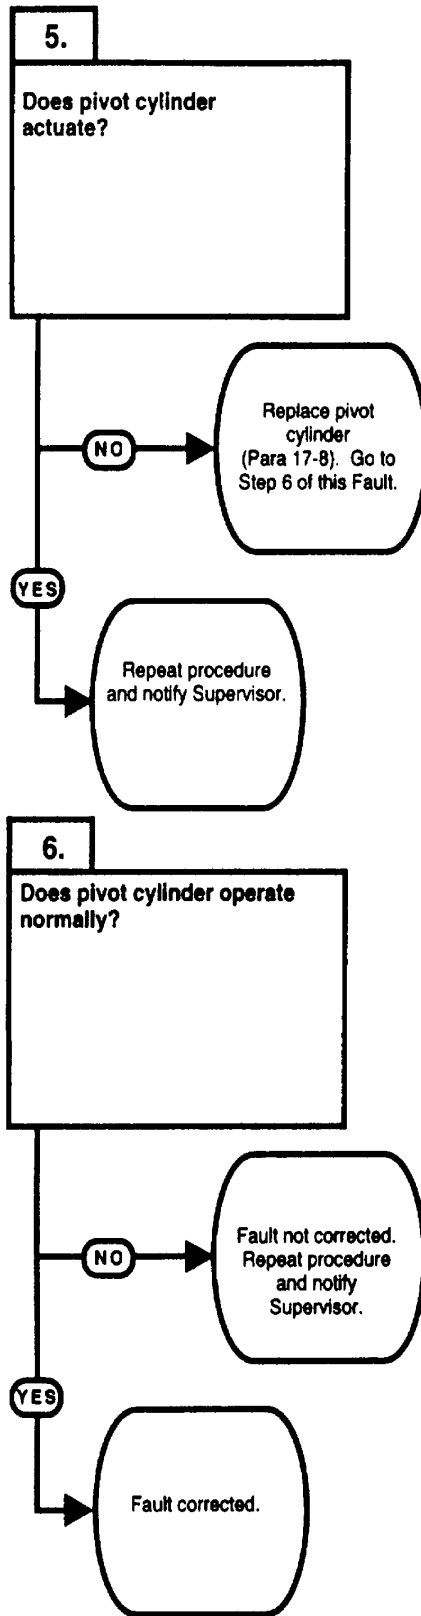 5.
Does pivot cylinder
actuate?
NO
Replace pivot
cylinder
(Para 17-8). Go to
Step 6 of this Fault.
YES
Repeat procedure
and notify Supervisor.
6.
Does pivot cylinder operate
normally?
NO
Fault not corrected.
Repeat procedure
and notify
Supervisor.
YES
Fault corrected.